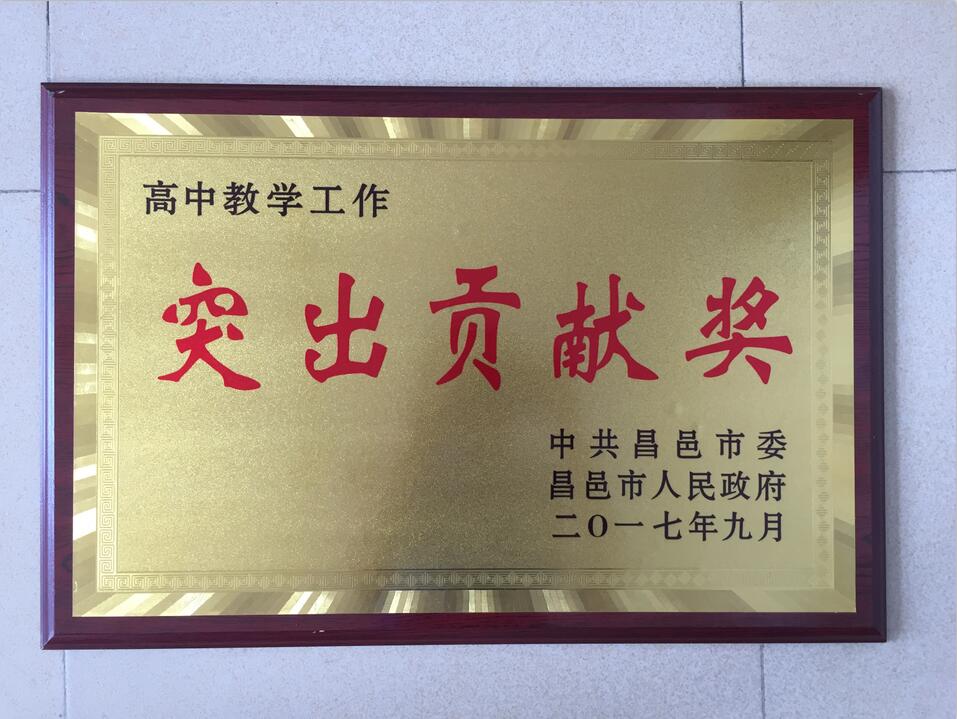 高中教学工作
突出贡献奖
中共昌邑市委
昌邑市人民政府
二〇一七年九月